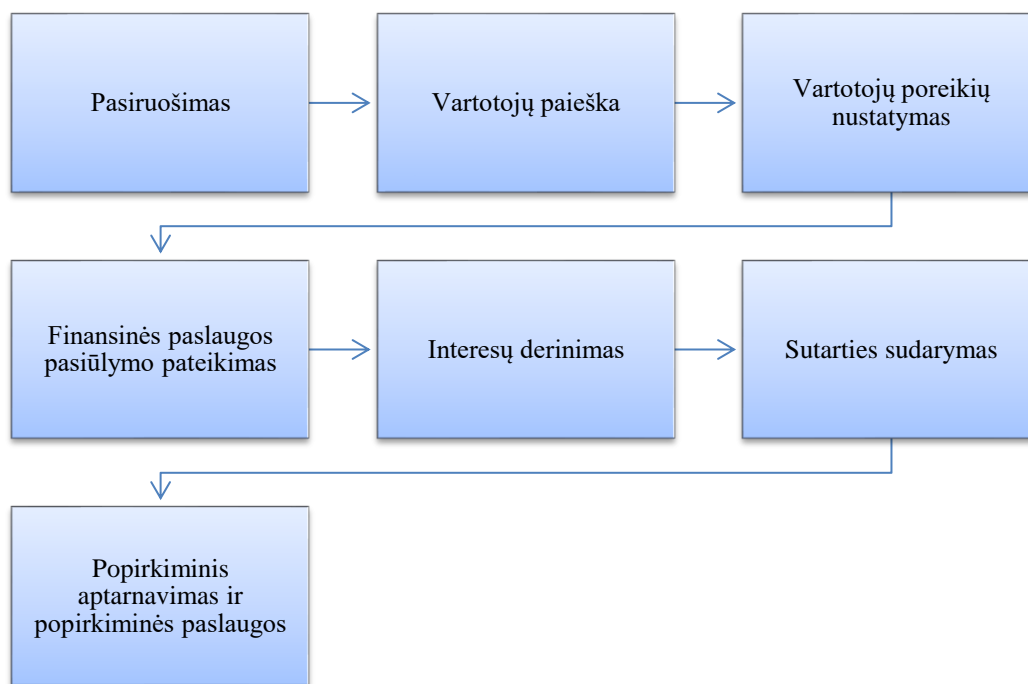 Pasiruošimas
Vartotojų paieška
Vartotojų poreikių
nustatymas
Finansinės paslaugos
pasiūlymo pateikimas
Interesų derinimas
Sutarties sudarymas
Popirkiminis
aptarnavimas ir
popirkiminės paslaugos